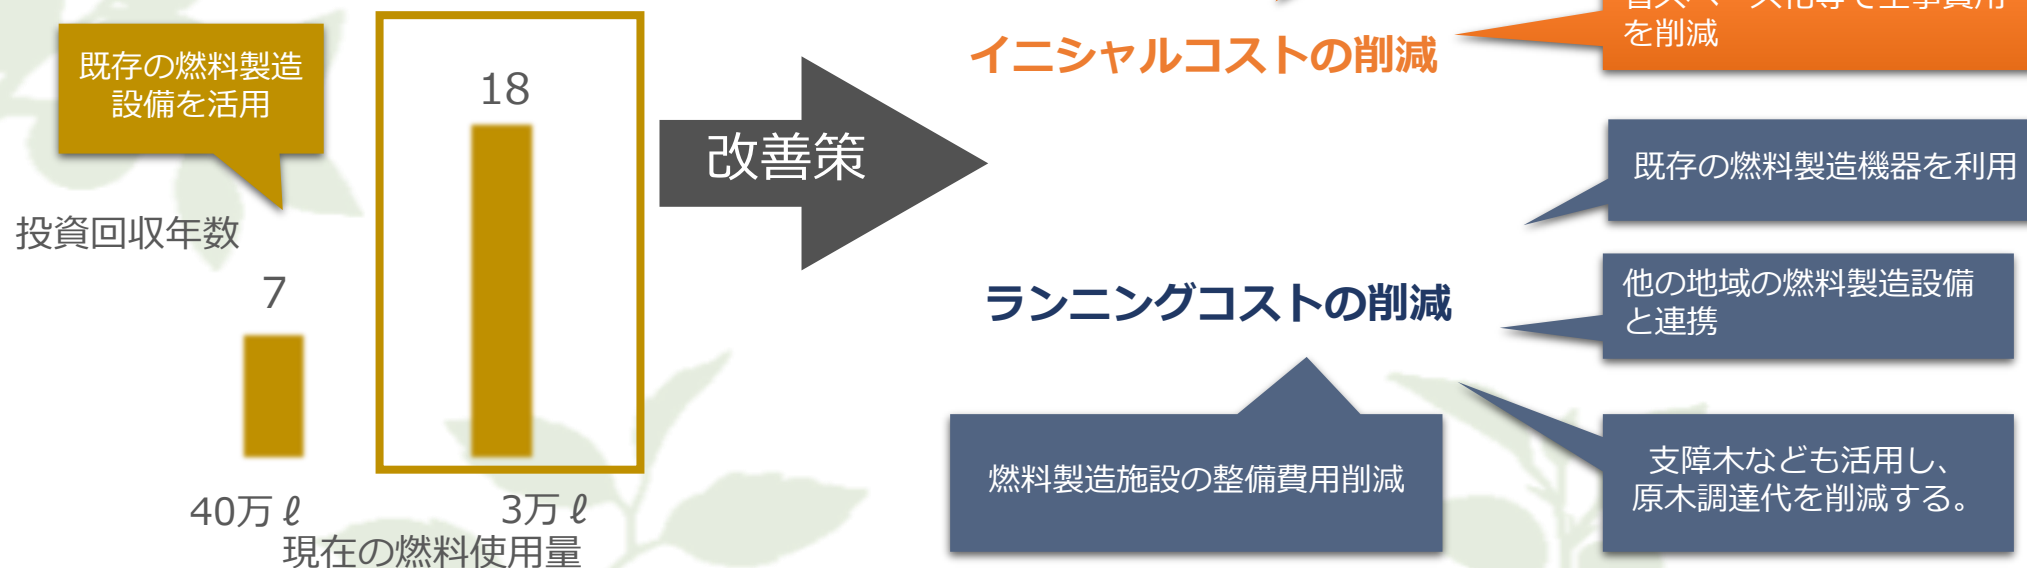 既存の燃料製造
設備を活用
投資回収年数
7
18
40万ℓ
3万ℓ
現在の燃料使用量
改善策
イニシャルコストの削減
を削減
既存の燃料製造機器を利用
ランニングコストの削減
他の地域の燃料製造設備
と連携
燃料製造施設の整備費用削減
支障木なども活用し、
原木調達代を削減する。